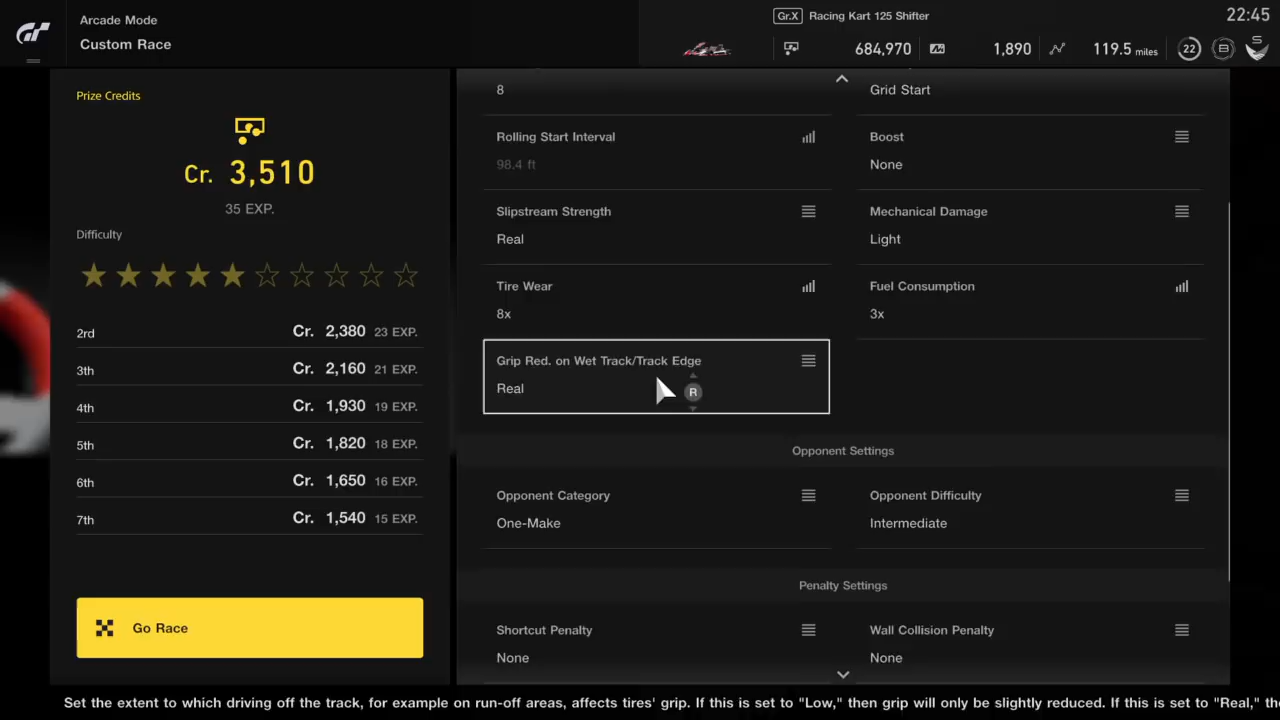 Arcade Mode
Custom Race
Gr.X Racing Kart 125 Shifter
684,970 1,890 119.5 miles 22 B S
22:45
Prize Credits
Cr. 3,510
35 EXP.
Difficulty
2nd Cr. 2,380 23 EXP.
3th Cr. 2,160 21 EXP.
4th Cr. 1,930 19 EXP.
5th Cr. 1,820 18 EXP.
6th Cr. 1,650 16 EXP.
7th Cr. 1,540 15 EXP.
Go Race
8
Grid Start
Rolling Start Interval
98.4 ft
Boost
None
Slipstream Strength
Real
Mechanical Damage
Light
Tire Wear
8x
Fuel Consumption
3x
Grip Red. on Wet Track/Track Edge
Real
R
Opponent Settings
Opponent Category
One-Make
Opponent Difficulty
Intermediate
Penalty Settings
Shortcut Penalty
None
Wall Collision Penalty
None
Set the extent to which driving off the track, for example on run-off areas, affects tires' grip. If this is set to "Low," then grip will only be slightly reduced. If this is set to "Real," th